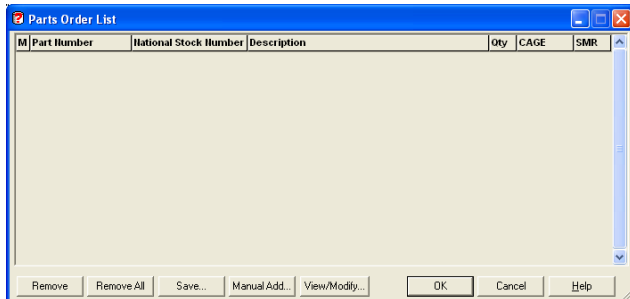 Parts Order List
M Part Number National Stock Number Description Qty CAGE SMR
Remove Remove All Save... Manual Add... View/Modify... OK Cancel Help